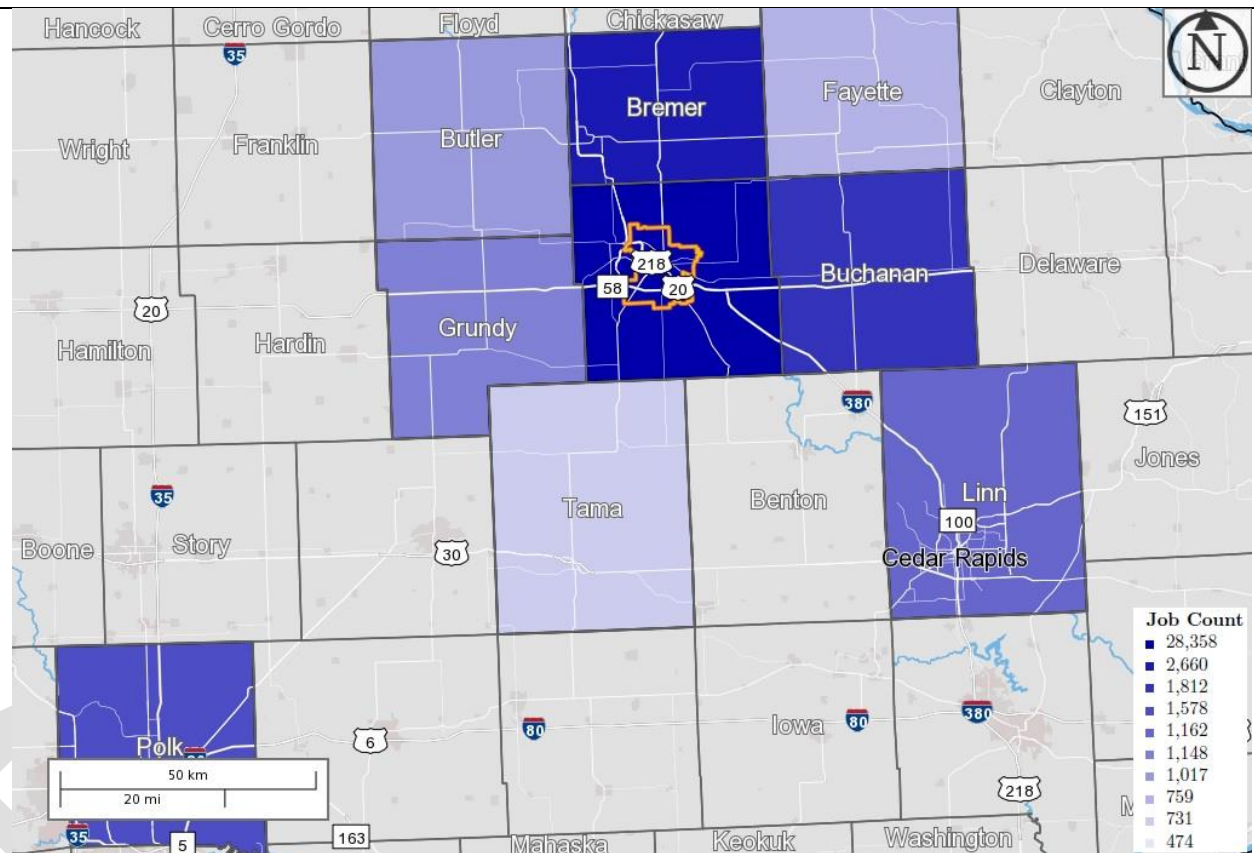 Hancock
Cerro Gordo
Floyd
Chickasaw
N
35
Wright
Franklin
Butler
Bremer
Fayette
Clayton
218
58
20
Buchanan
Delaware
20
Hamilton
Hardin
Grundy
380
151
35
Boone
Story
30
Tama
Benton
Linn
100
Cedar Rapids
Jones
Polk
6
80
Iowa
80
380
50 km
20 mi
35
5
163
Mahaska
Keokuk
Washington
218
M
Job Count
28,358
2,660
1,812
1,578
1,162
1,148
1,017
759
731
474